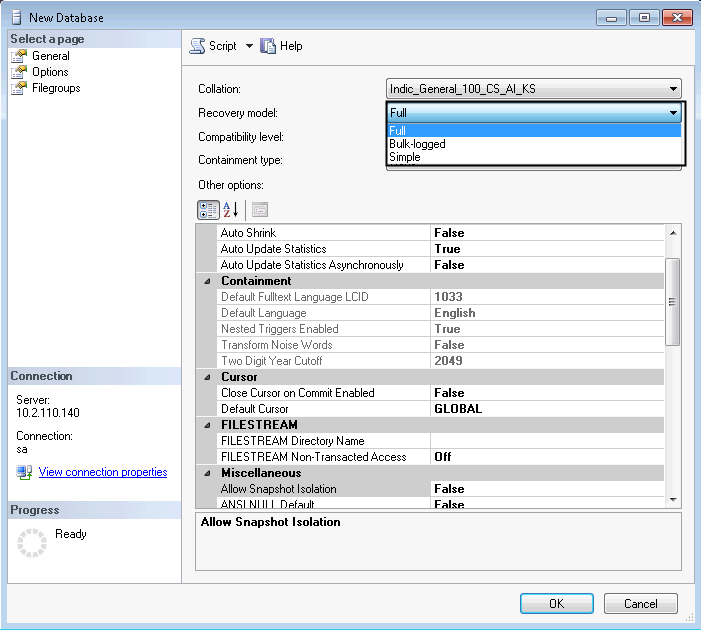 New Database
Select a page
General
Options
Filegroups
Script Help
Collation: Indic_General_100_CS_AI_KS
Recovery model: Full
Full
Bulk-logged
Simple
Compatibility level:
Containment type:
Other options:
Auto Shrink False
Auto Update Statistics True
Auto Update Statistics Asynchronously False
Containment
Default Fulltext Language LCID 1033
Default Language English
Nested Triggers Enabled True
Transform Noise Words False
Two Digit Year Cutoff 2049
Cursor
Close Cursor on Commit Enabled False
Default Cursor GLOBAL
FILESTREAM
FILESTREAM Directory Name
FILESTREAM Non-Transacted Access Off
Miscellaneous
Allow Snapshot Isolation False
ANSI NULL Default False
Allow Snapshot Isolation
Connection
Server:
10.2.110.140
Connection:
sa
View connection properties
Progress
Ready
OK Cancel